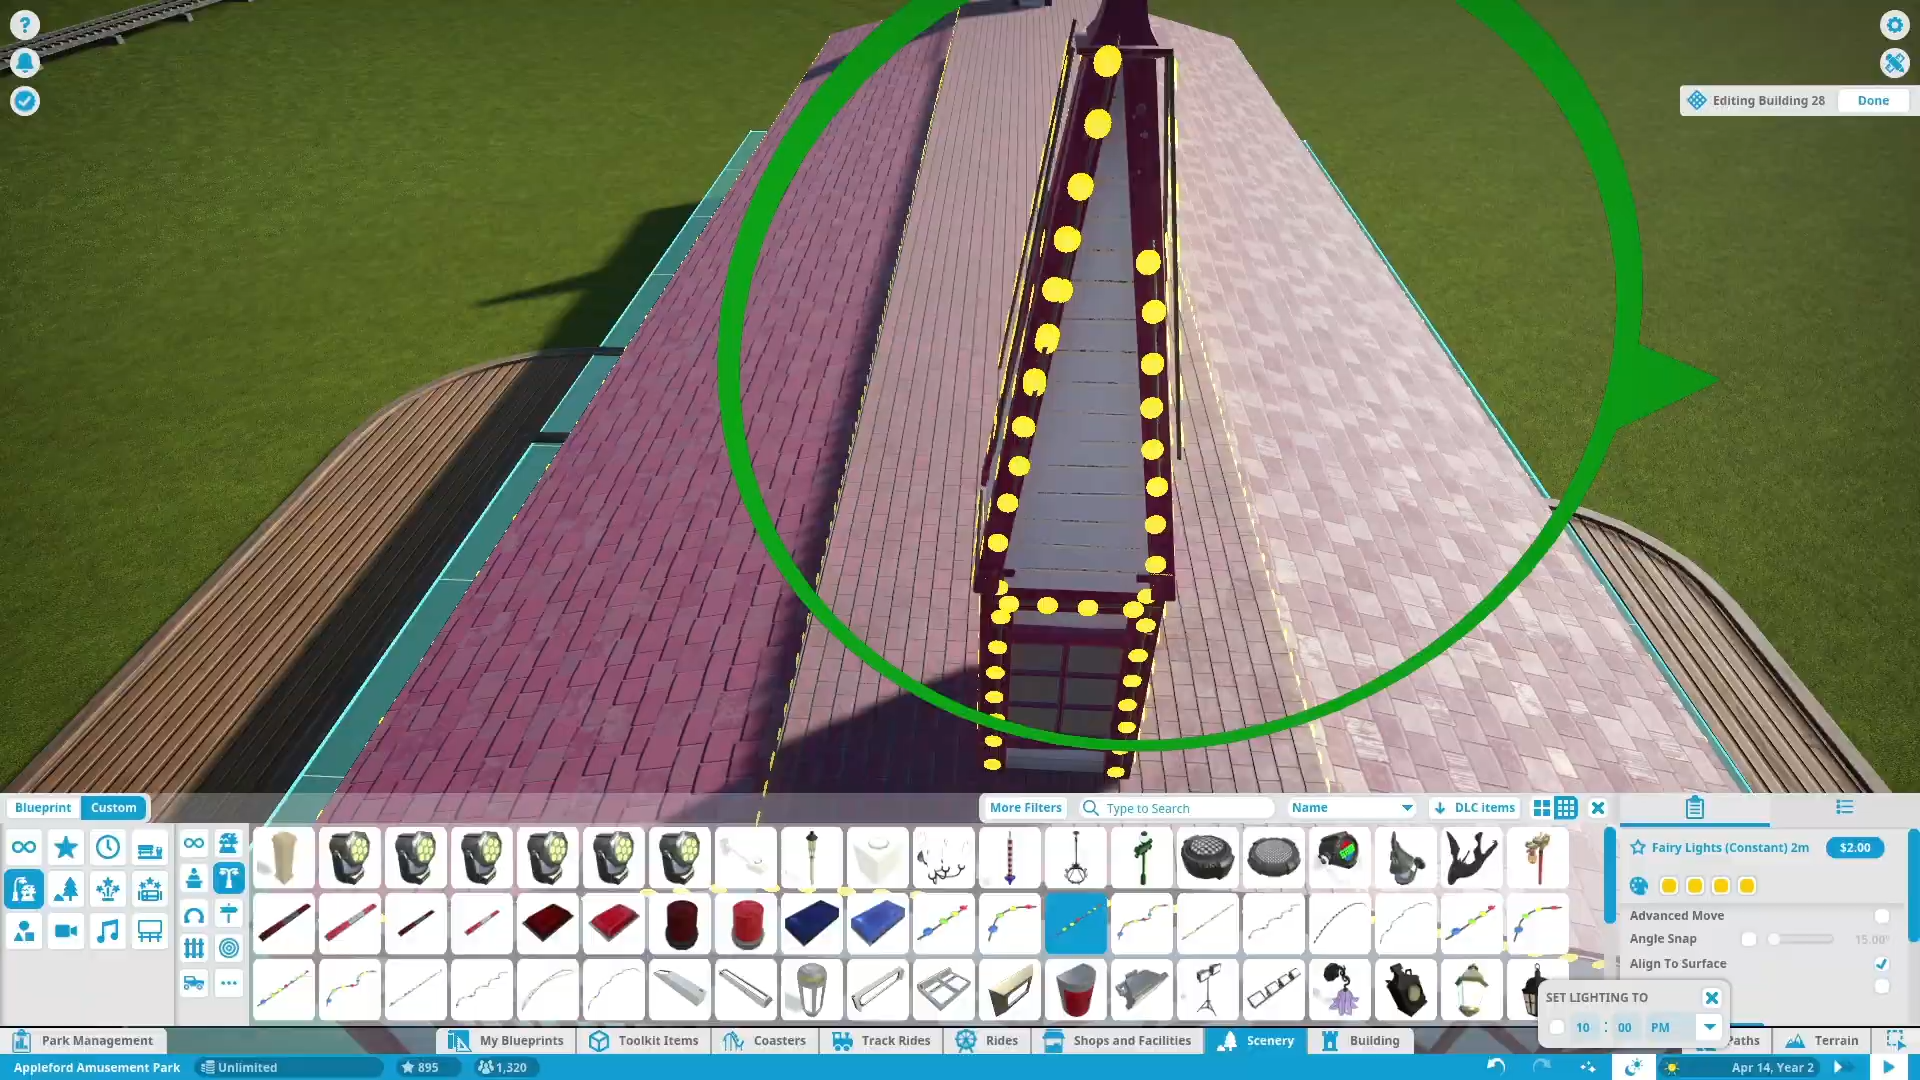 ?
Editing Building 28 Done
Blueprint Custom More Filters Type to Search Name DLC items
Fairy Lights (Constant) 2m $2.00
Advanced Move
Angle Snap 15.00°
Align To Surface
SET LIGHTING TO
10 : 00 PM
Park Management My Blueprints Toolkit Items Coasters Track Rides Rides Shops and Facilities Scenery Building Paths Terrain
Appleford Amusement Park Unlimited 895 1,320 Apr 14, Year 2